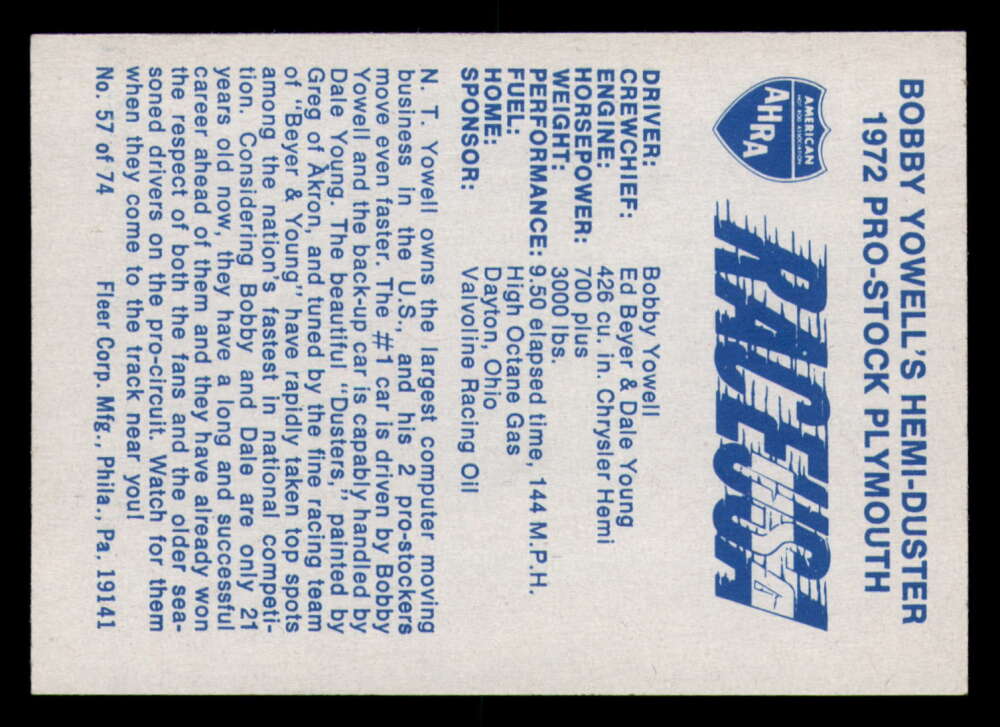 BOBBY YOWELL'S HEMI-DUSTER
1972 PRO-STOCK PLYMOUTH
AMERICAN
HOT ROD ASSOCIATION
AHRA
RACE USA
DRIVER: Bobby Yowell
CREWCHIEF: Ed Beyer & Dale Young
ENGINE: 426 cu. in. Chrysler Hemi
HORSEPOWER: 700 plus
WEIGHT: 3000 lbs.
PERFORMANCE: 9.50 elapsed time, 144 M.P.H.
FUEL: High Octane Gas
HOME: Dayton, Ohio
SPONSOR: Valvoline Racing Oil
N. T. Yowell owns the largest computer moving
business in the U.S., and his 2 pro-stockers
move even faster. The #1 car is driven by Bobby
Yowell and the back-up car is capably handled by
Dale Young. The beautiful "Dusters," painted by
Greg of Akron, and tuned by the fine racing team
of "Beyer & Young" have rapidly taken top spots
among the nation's fastest in national competi-
tion. Considering Bobby and Dale are only 21
years old now, they have a long and successful
career ahead of them and they have already won
the respect of both the fans and the older sea-
soned drivers on the pro-circuit. Watch for them
when they come to the track near you!
No. 57 of 74 Fleer Corp. Mfg., Phila., Pa. 19141